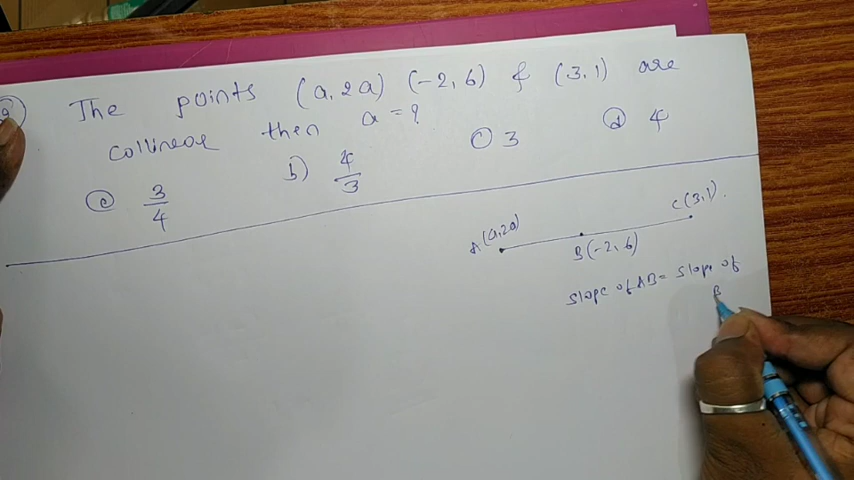 The points (a, 2a) (-2, 6) & (3, 1) are
collinear then a = ?
a) 3/4 b) 4/3 c) 3 d) 4
A(a, 2a) B(-2, 6) C(3, 1).
Slope of AB = Slope of
B